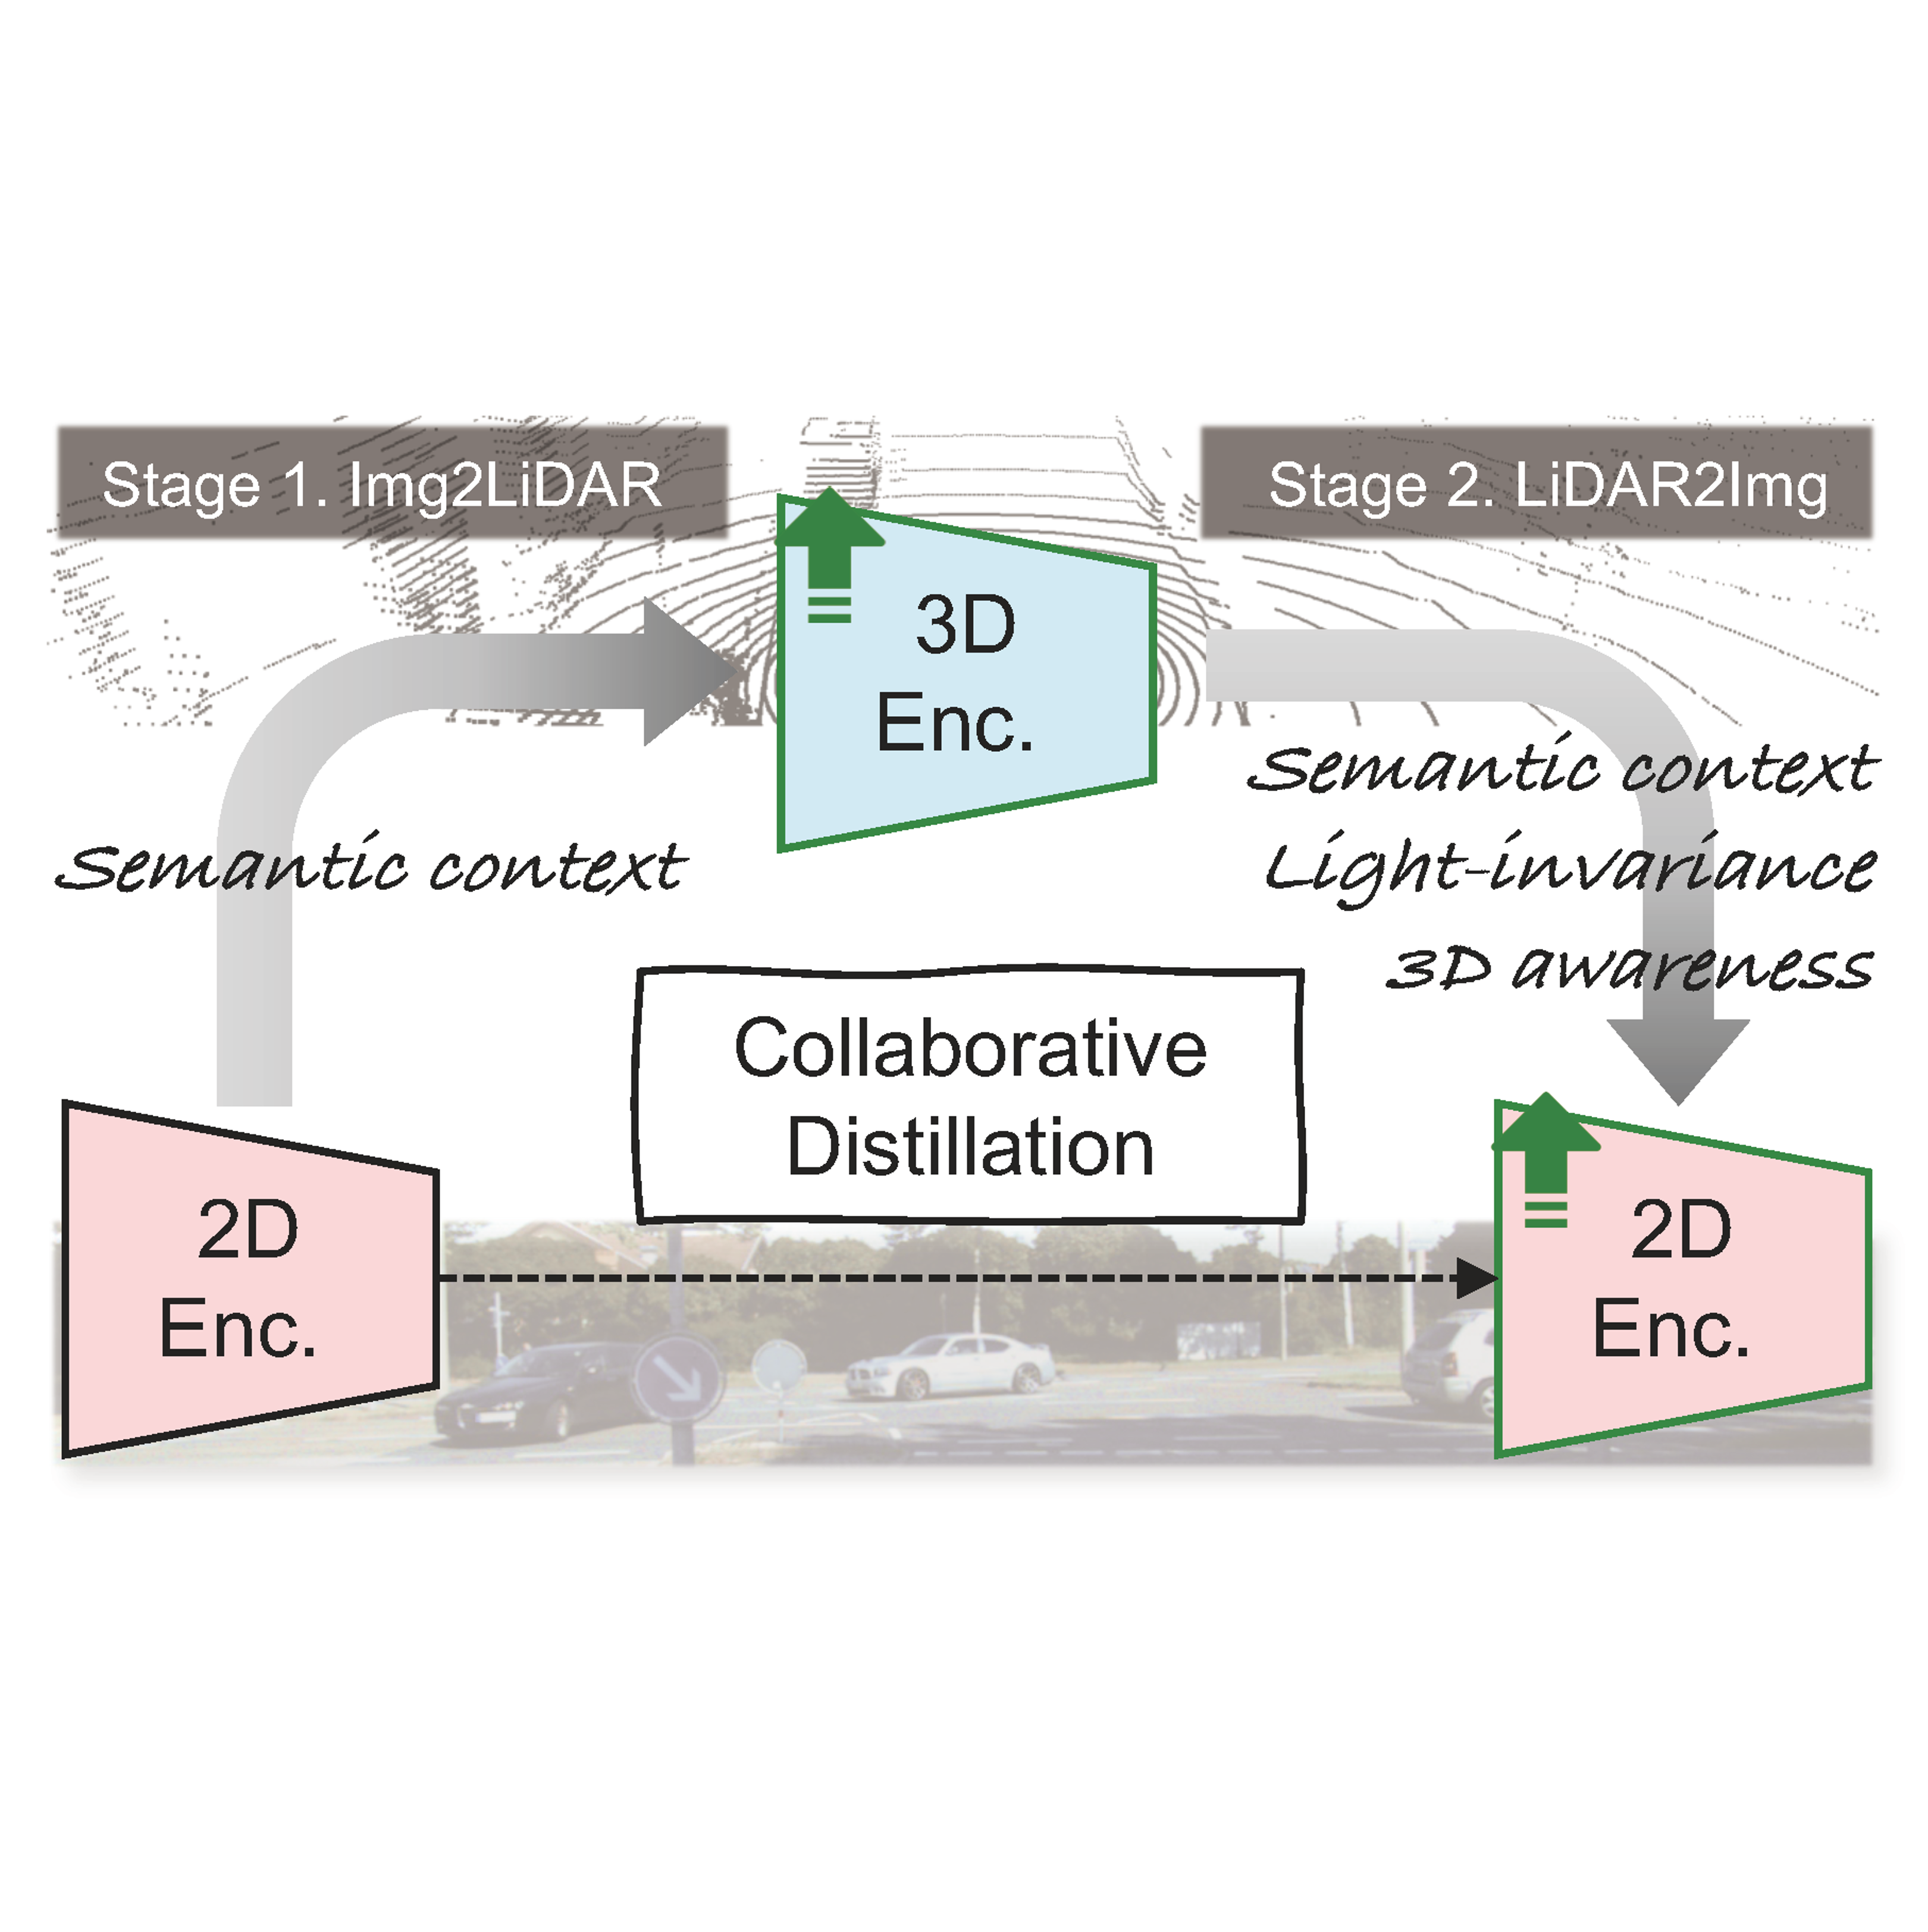 Stage 1. Img2LiDAR
Stage 2. LiDAR2Img
3D
Enc.
Semantic context
Semantic context
Light-invariance
3D awareness
Collaborative
Distillation
2D
Enc.
2D
Enc.